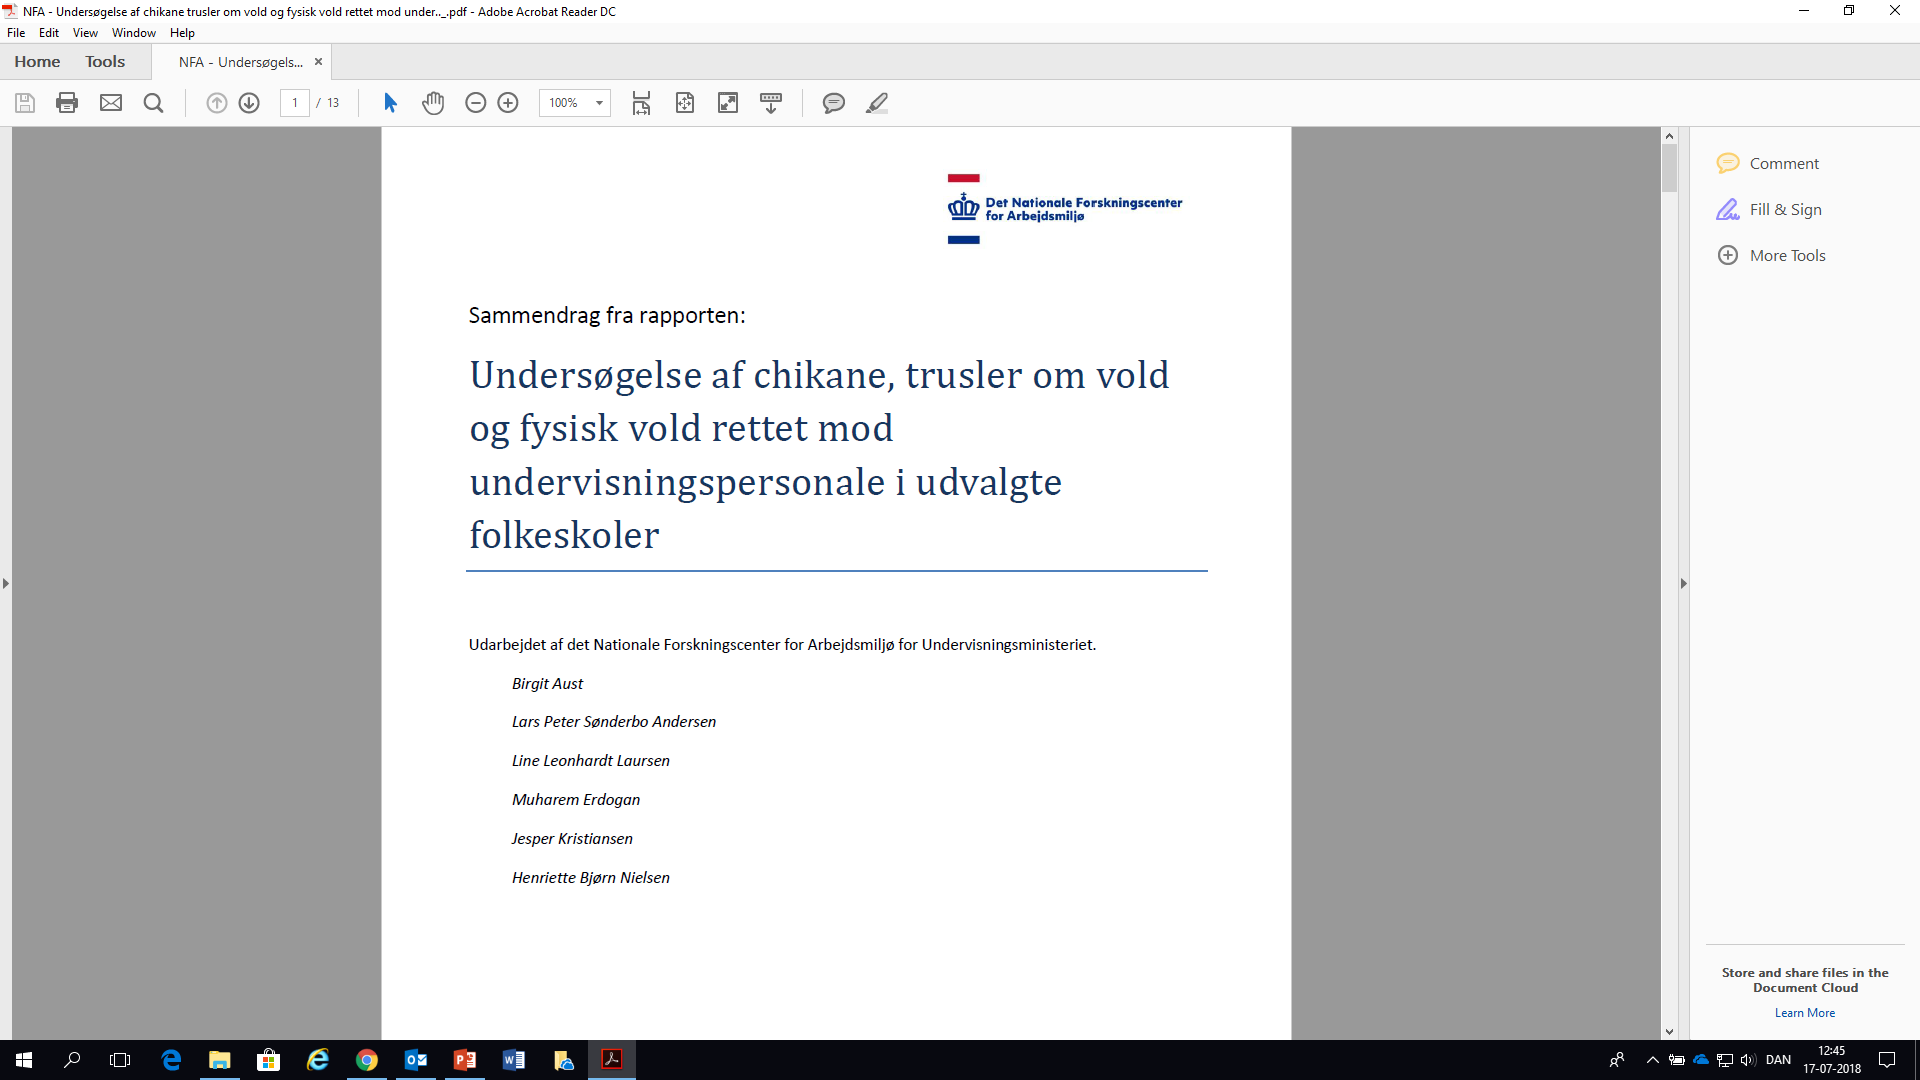 NFA - Undersøgelse af chikane trusler om vold og fysisk vold rettet mod under.._.pdf - Adobe Acrobat Reader DC
File Edit View Window Help
Home Tools NFA - Undersøgels... ×
1 / 13 100%
Det Nationale Forskningscenter
for Arbejdsmiljø
Sammendrag fra rapporten:
Undersøgelse af chikane, trusler om vold
og fysisk vold rettet mod
undervisningspersonale i udvalgte
folkeskoler
Udarbejdet af det Nationale Forskningscenter for Arbejdsmiljø for Undervisningsministeriet.
Birgit Aust
Lars Peter Sønderbo Andersen
Line Leonhardt Laursen
Muharem Erdogan
Jesper Kristiansen
Henriette Bjørn Nielsen
Comment
Fill & Sign
More Tools
Store and share files in the
Document Cloud
Learn More
DAN
12:45
17-07-2018